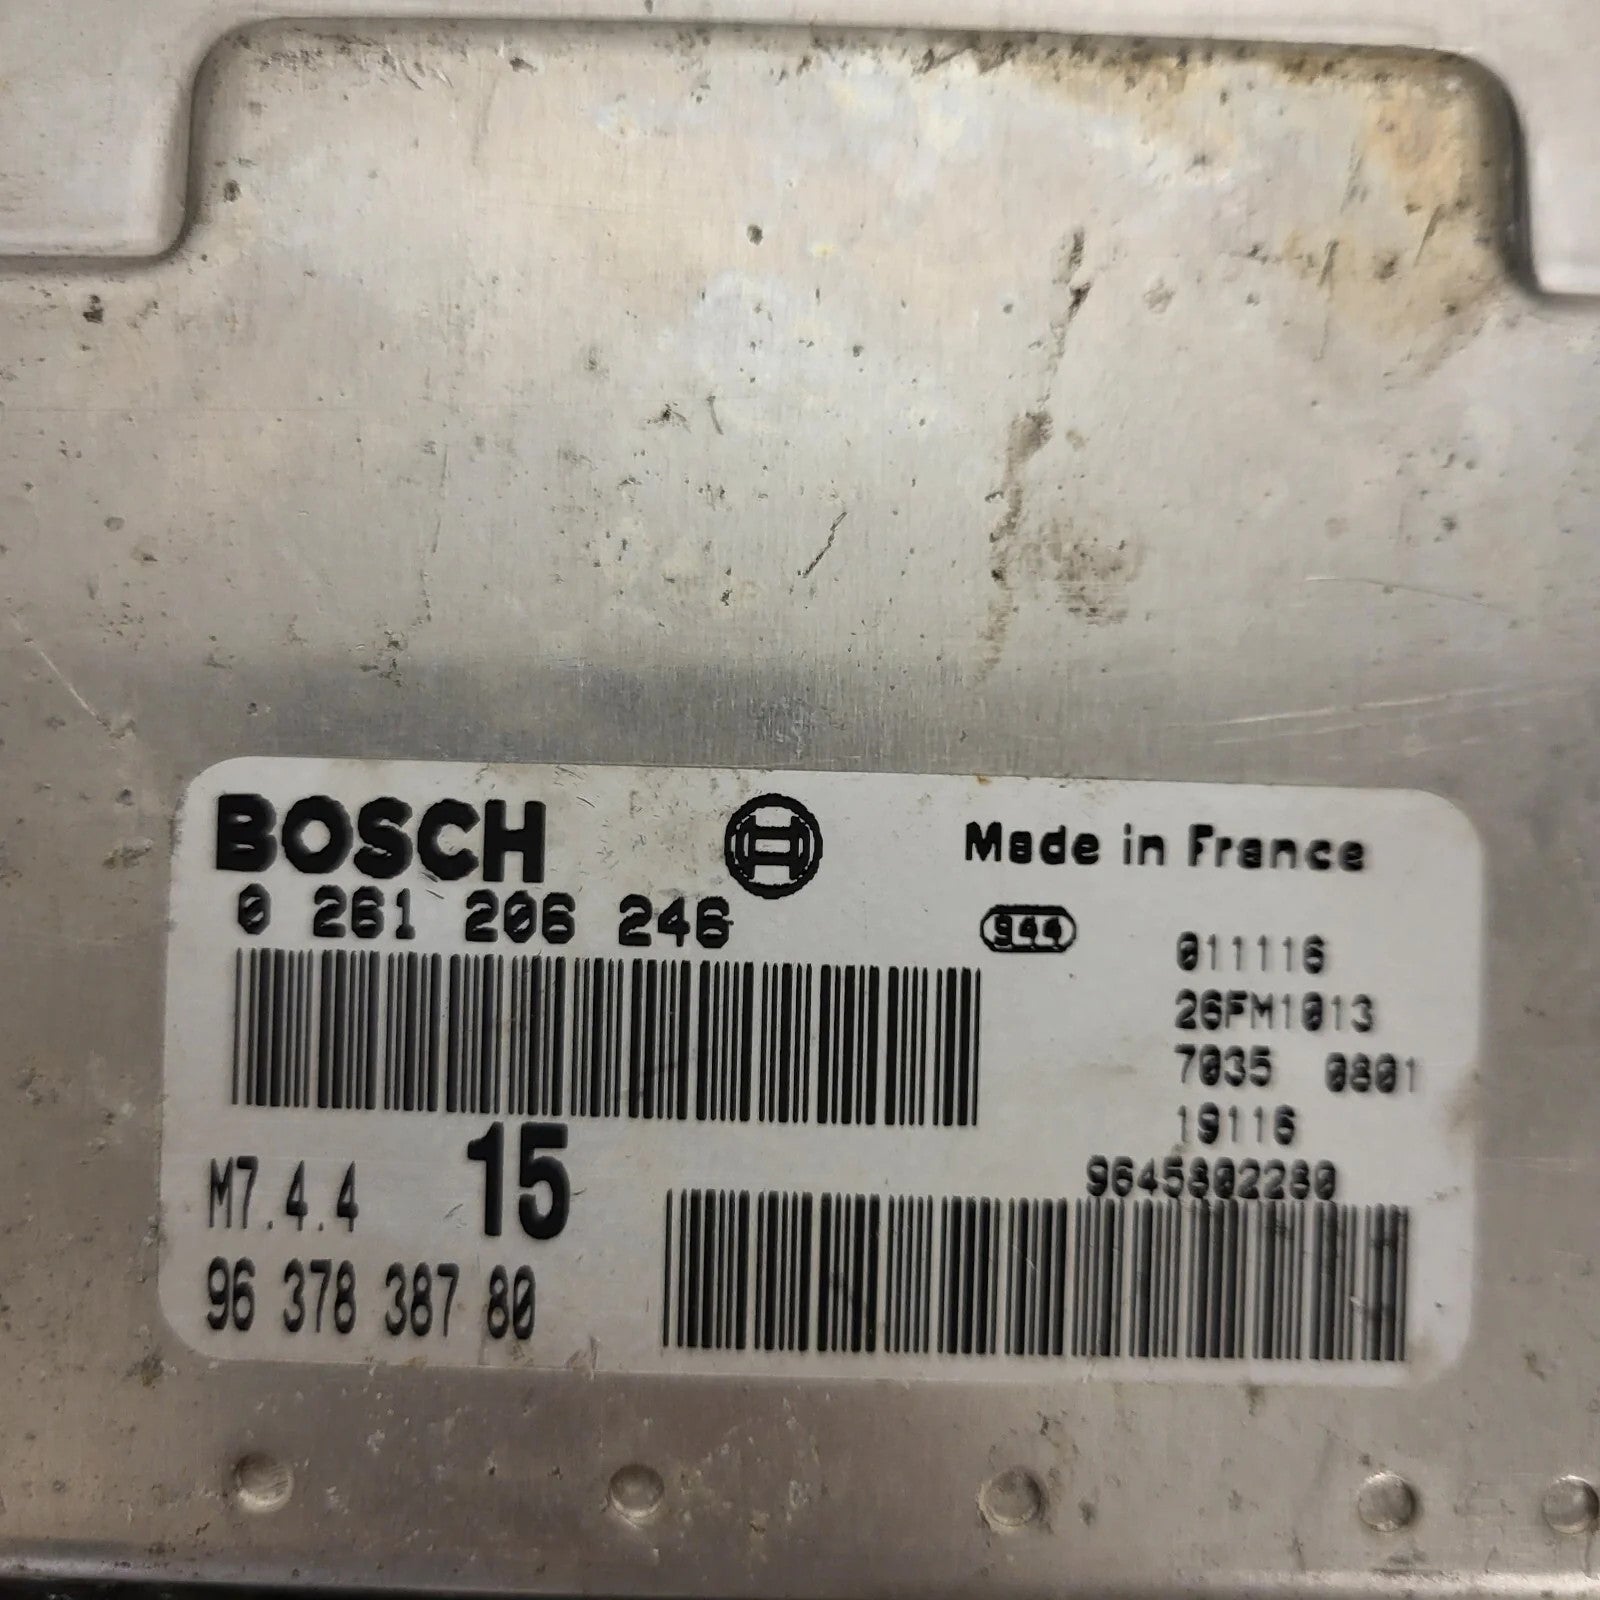 BOSCH
Made in France
0 261 206 246
944
011116
26FM1013
7035 0801
19116
M7.4.4 15
9645802280
96 378 387 80